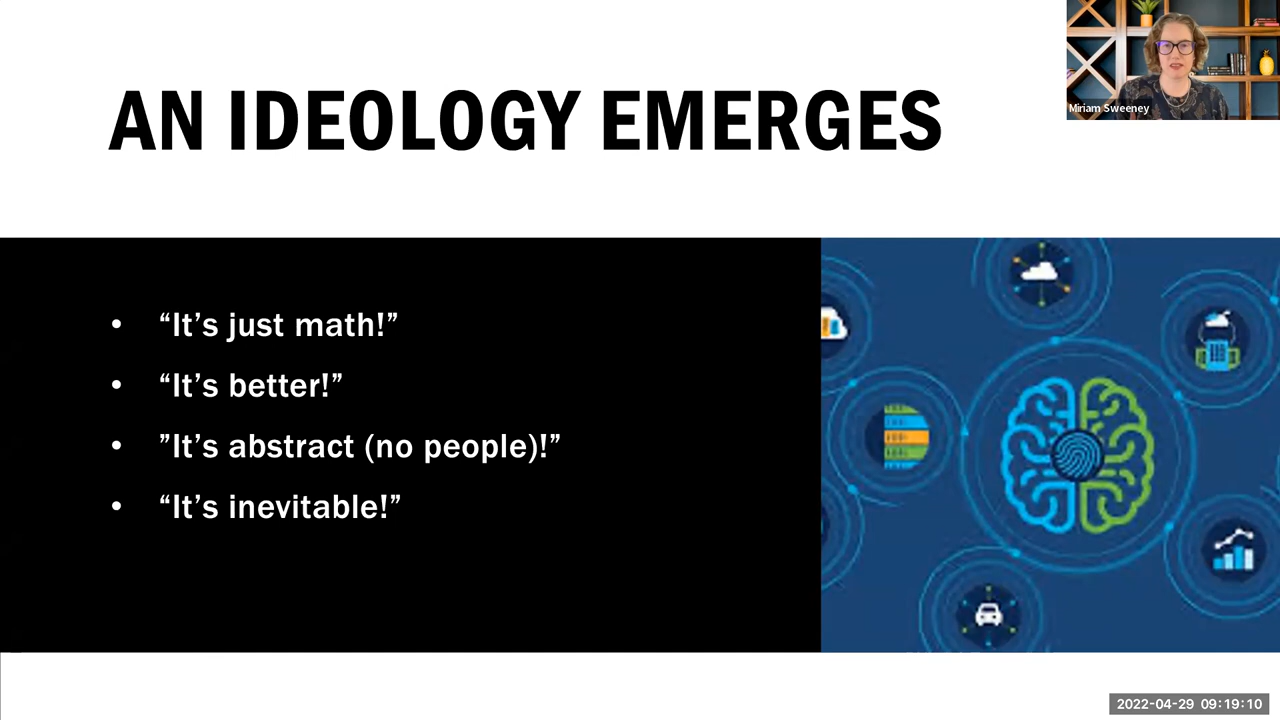 Miriam Sweeney
AN IDEOLOGY EMERGES
• “It’s just math!”
• “It’s better!”
• ”It’s abstract (no people)!”
• “It’s inevitable!”
2022-04-29 09:19:10